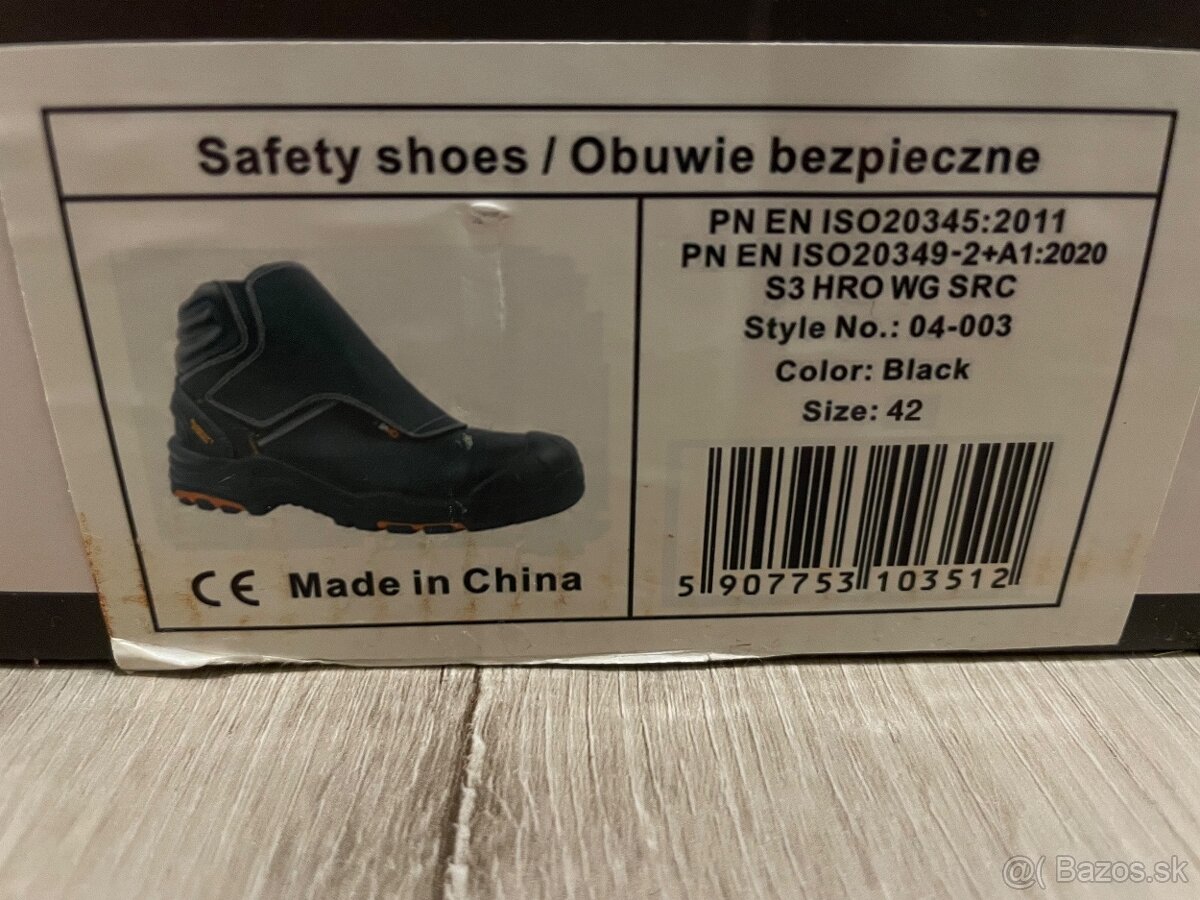 Safety shoes / Obuwie bezpieczne
PN EN ISO20345:2011
PN EN ISO20349-2+A1:2020
S3 HRO WG SRC
Style No.: 04-003
Color: Black
Size: 42
5 907753 103512
CE Made in China
@( Bazos.sk